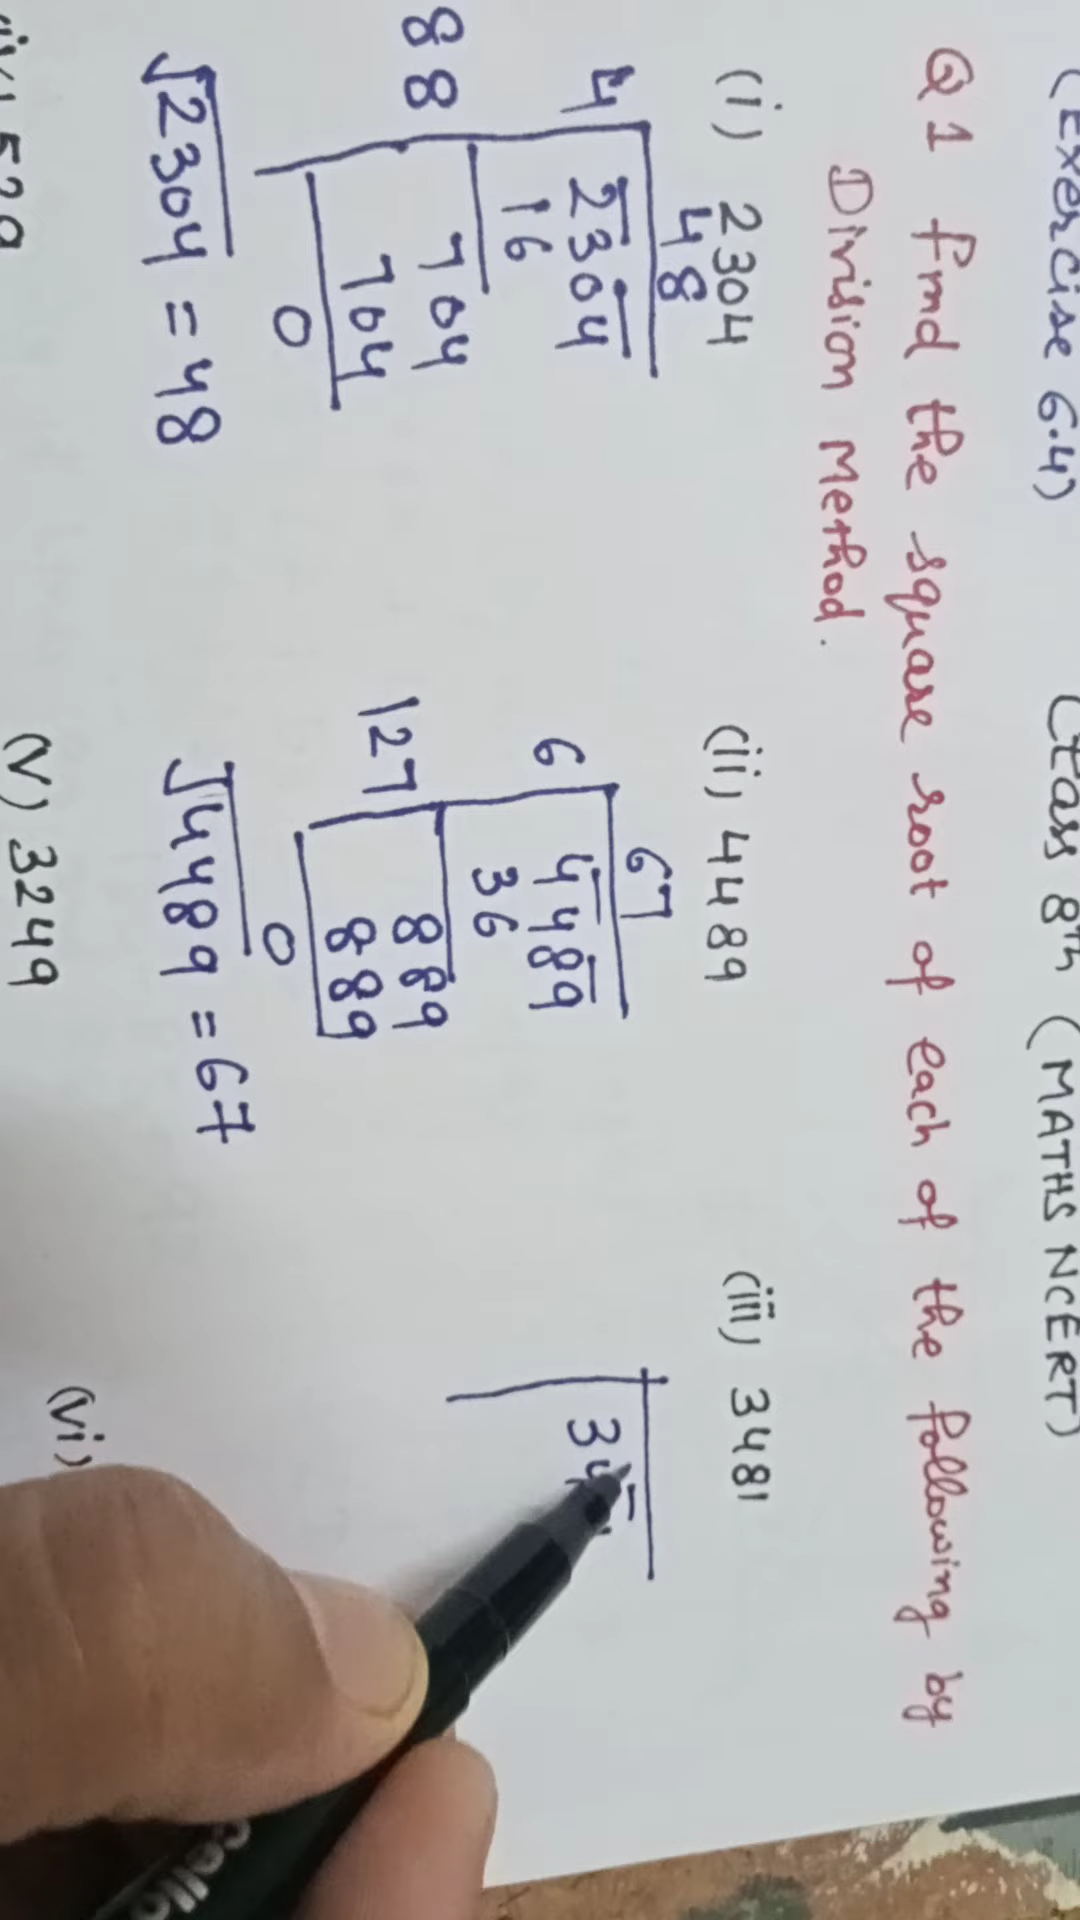 (Exercise 6.4) Class 8th (MATHS NCERT)
Q1 find the square root of each of the following by
Division Method.
(i) 2304 (ii) 4489 (iii) 3481
48
4 2304
16
88 704
704
0
√2304 = 48
67
6 4489
36
127 889
889
0
√4489 = 67
34
529 (v) 3249 (vi)